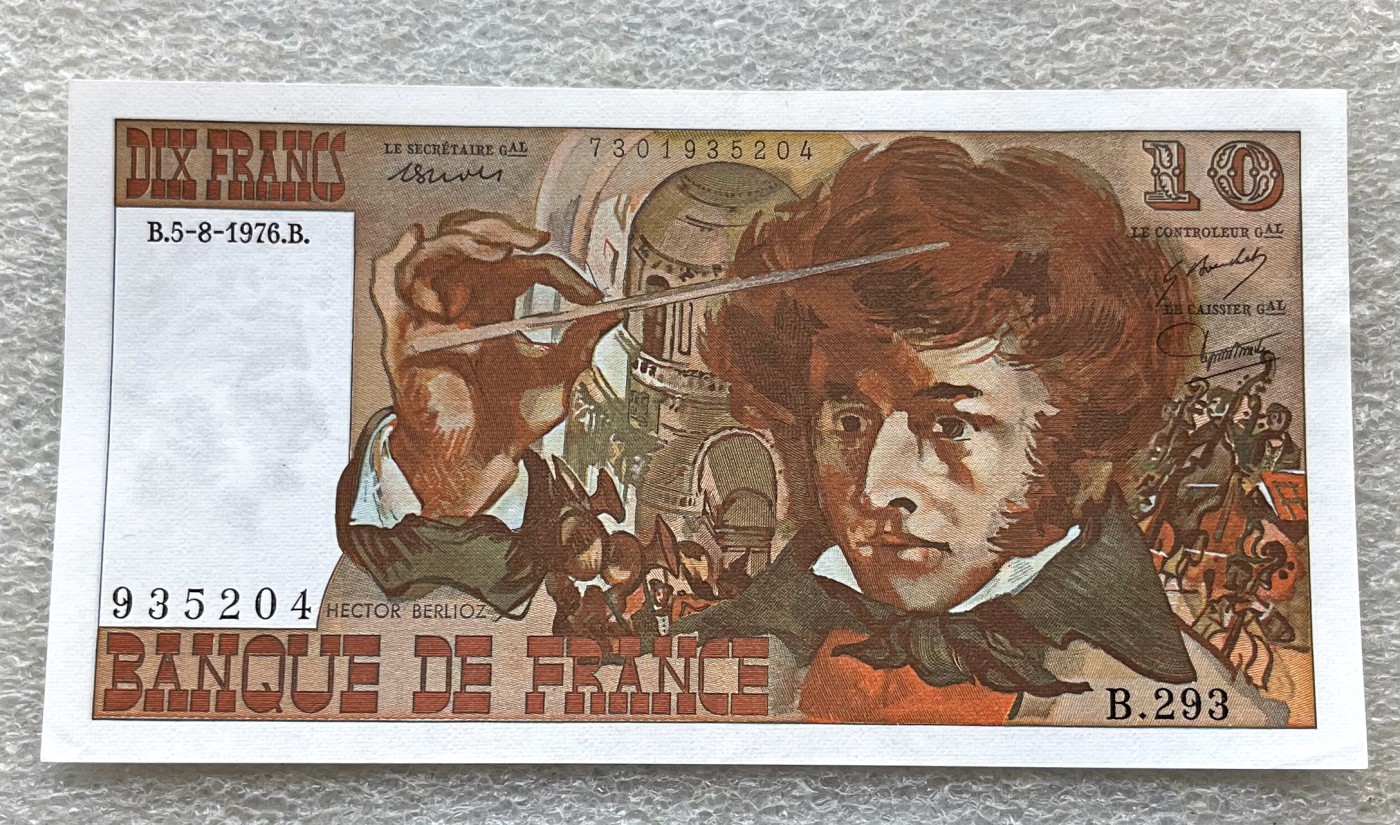 DIX FRANCS
LE SECRÉTAIRE GAL
7301935204
10
B.5-8-1976.B.
LE CONTROLEUR GAL
LE CAISSIER GAL
935204
HECTOR BERLIOZ
BANQUE DE FRANCE
B.293